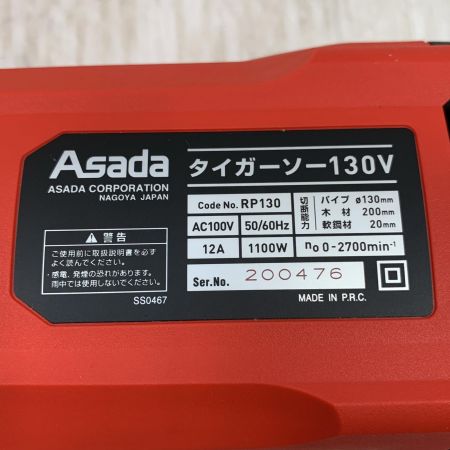 Asada
ASADA CORPORATION
NAGOYA JAPAN
⚠ 警告
ご使用前に取扱説明書を必ず
よく読んでください。
・感電、発煙の恐れがあります。
雨中では使用しないでください。
SS0467
タイガーソー130V
Code No. RP130
AC100V 50/60Hz
12A 1100W
切断能力
パイプ ø130mm
木材 200mm
軟鋼材 20mm
no 0-2700min-1
Ser.No. 200476
MADE IN P.R.C.